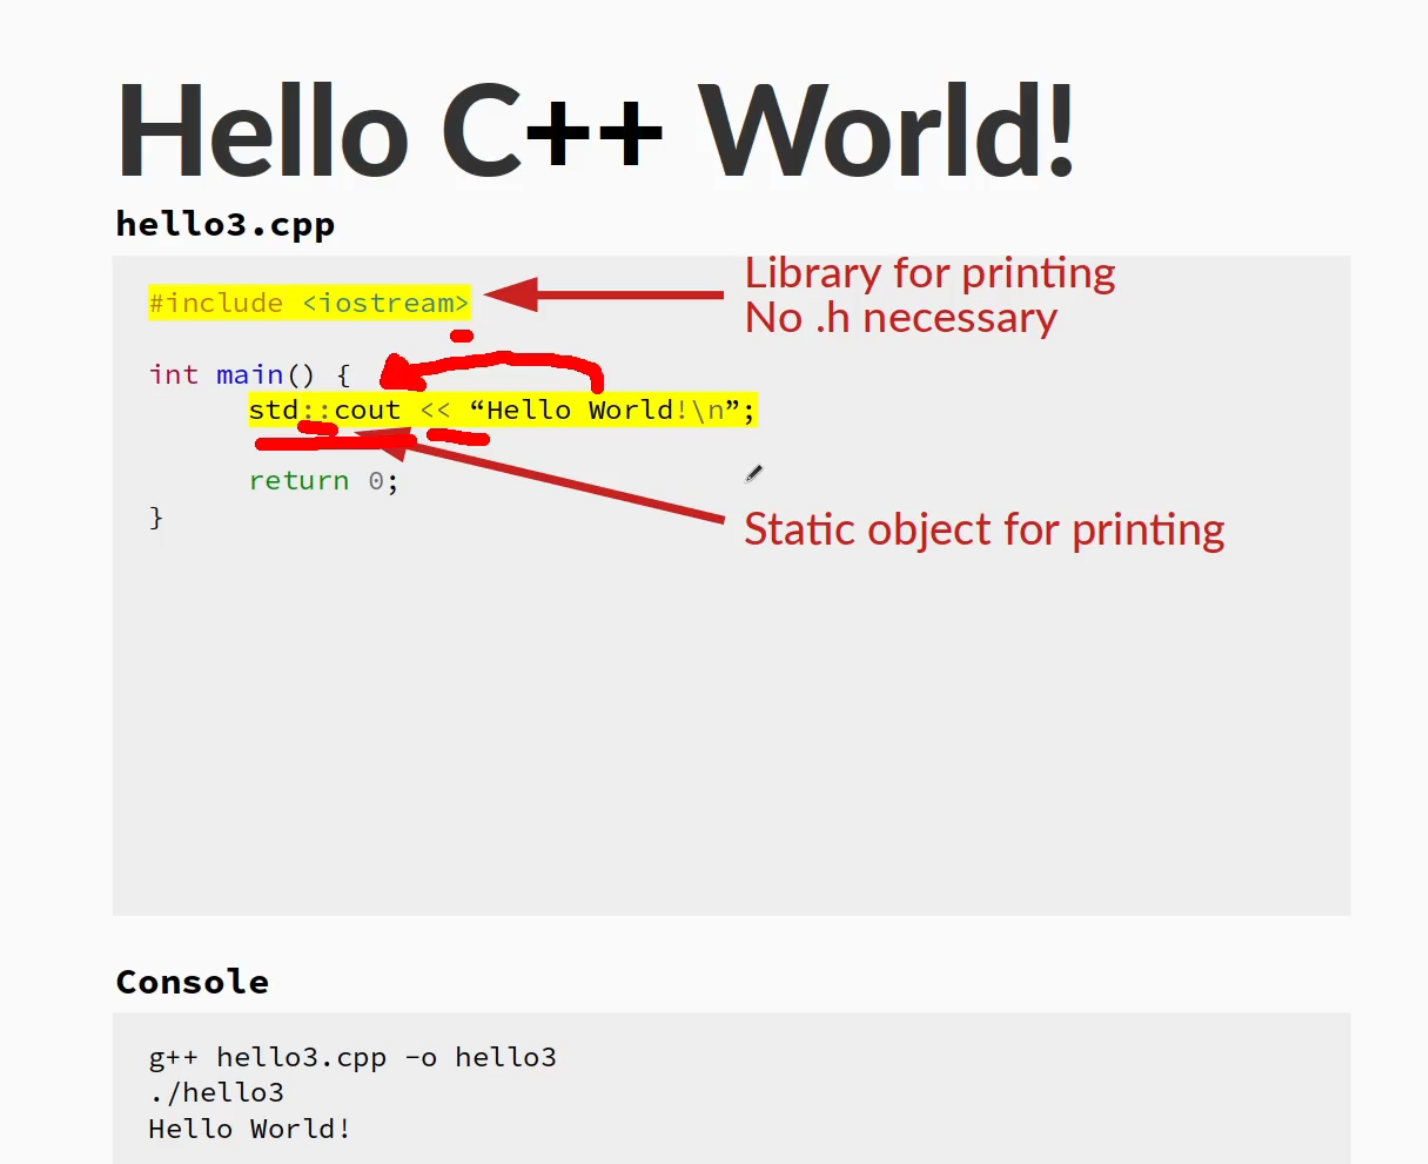 Hello C++ World!
hello3.cpp
#include <iostream>
Library for printing
No .h necessary
int main() {
std::cout << “Hello World!\n”;
return 0;
Static object for printing
}
Console
g++ hello3.cpp -o hello3
./hello3
Hello World!